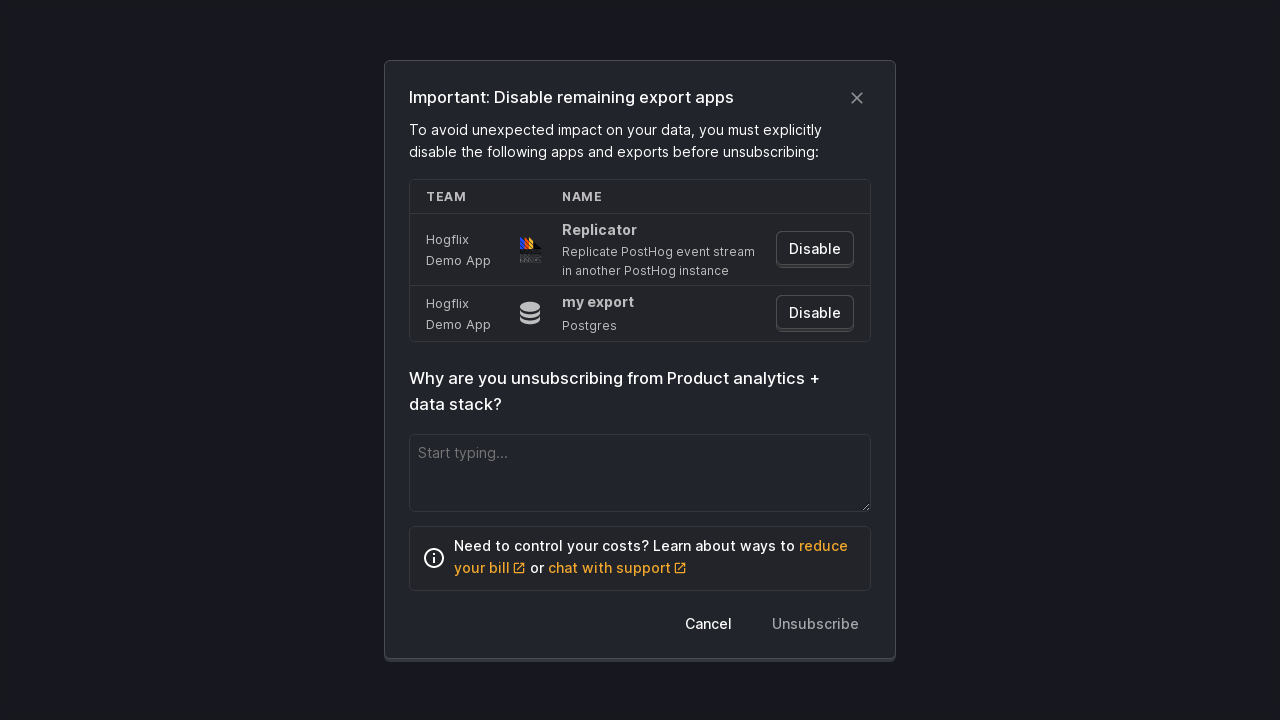 Important: Disable remaining export apps
To avoid unexpected impact on your data, you must explicitly
disable the following apps and exports before unsubscribing:
TEAM NAME
Hogflix
Demo App
Replicator
Replicate PostHog event stream
in another PostHog instance
Disable
Hogflix
Demo App
my export
Postgres
Disable
Why are you unsubscribing from Product analytics +
data stack?
Start typing...
Need to control your costs? Learn about ways to reduce
your bill or chat with support
Cancel Unsubscribe